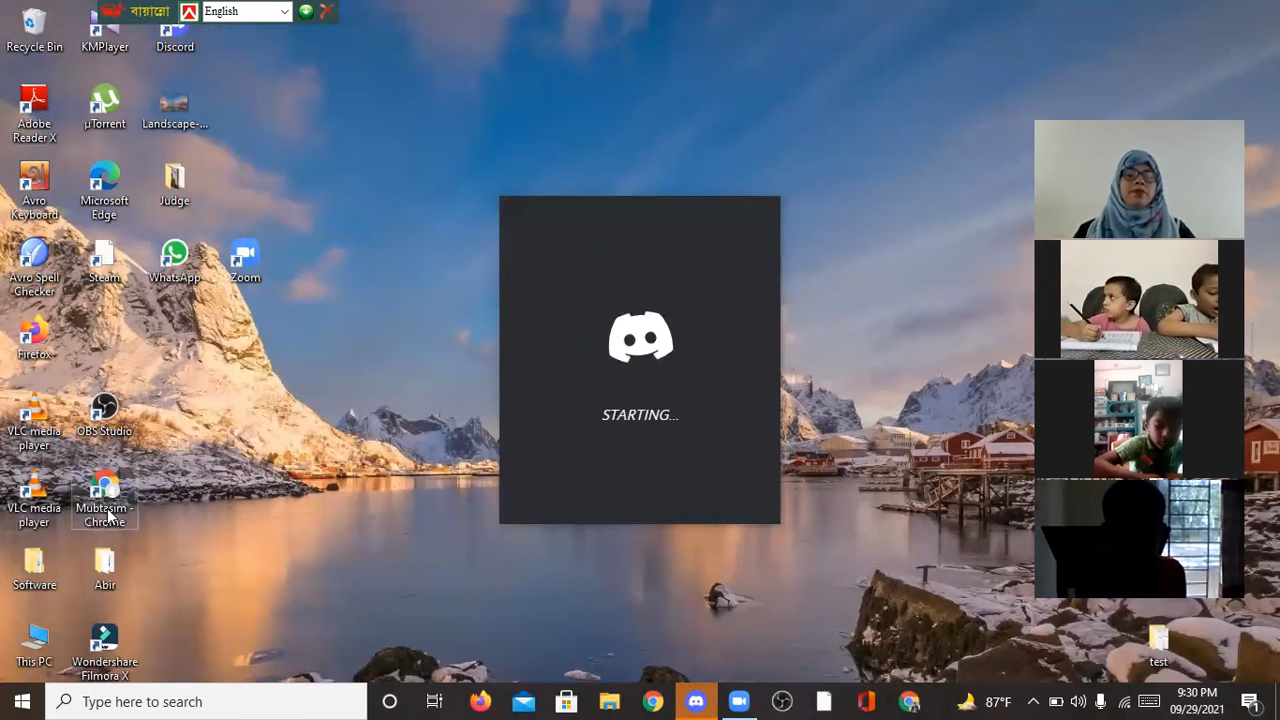 বায়ান্নো
English
Recycle Bin
KMPlayer
Discord
Adobe
Reader X
µTorrent
Landscape-...
Avro
Keyboard
Microsoft
Edge
Judge
Avro Spell
Checker
Steam
WhatsApp
Zoom
Firefox
STARTING...
VLC media
player
OBS Studio
VLC media
player
Mubtasim -
Chrome
Software
Abir
This PC
Wondershare
Filmora X
test
Type here to search
87°F
9:30 PM
09/29/2021
1